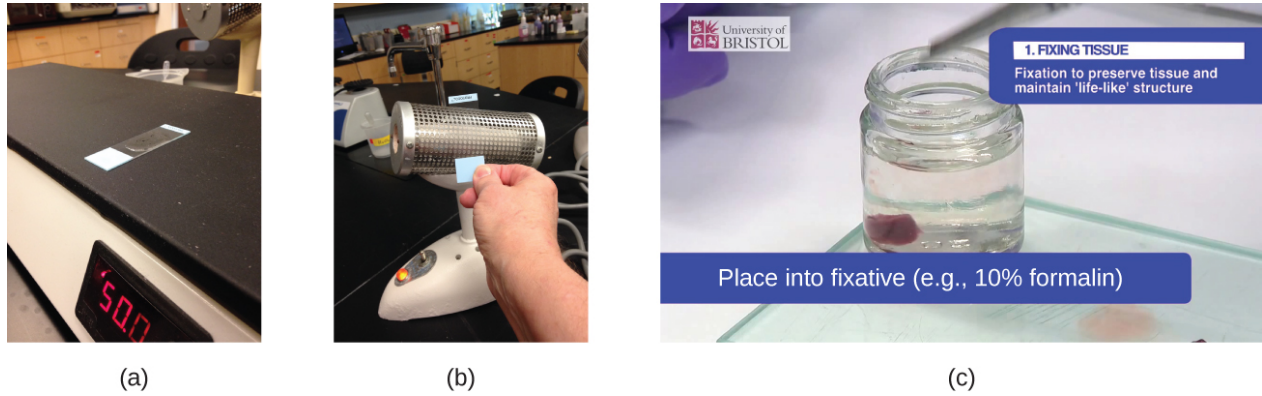 50.0
University of
BRISTOL
1. FIXING TISSUE
Fixation to preserve tissue and
maintain 'life-like' structure
Place into fixative (e.g., 10% formalin)
(a)
(b)
(c)